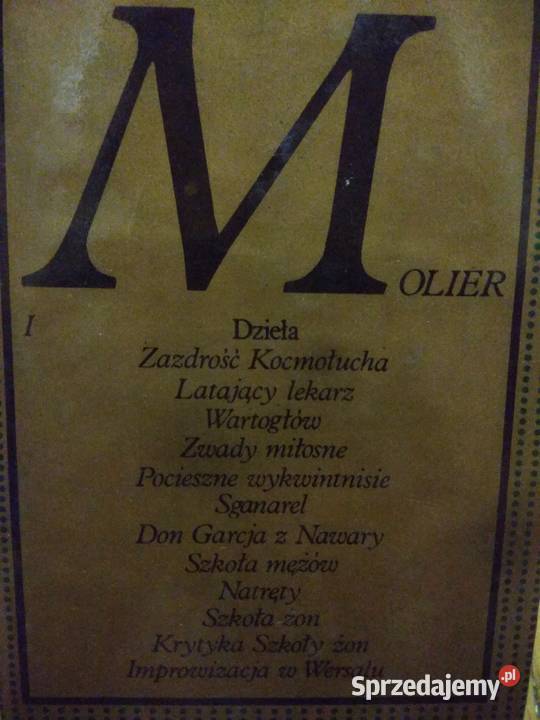 MOLIER
I
Dzieła
Zazdrość Kocmołucha
Latający lekarz
Wartogłów
Zwady miłosne
Pocieszne wykwintnisie
Sganarel
Don Garcja z Nawary
Szkoła mężów
Natręty
Szkoła żon
Krytyka Szkoły żon
Improwizacja w Wersalu
Sprzedajemy.pl